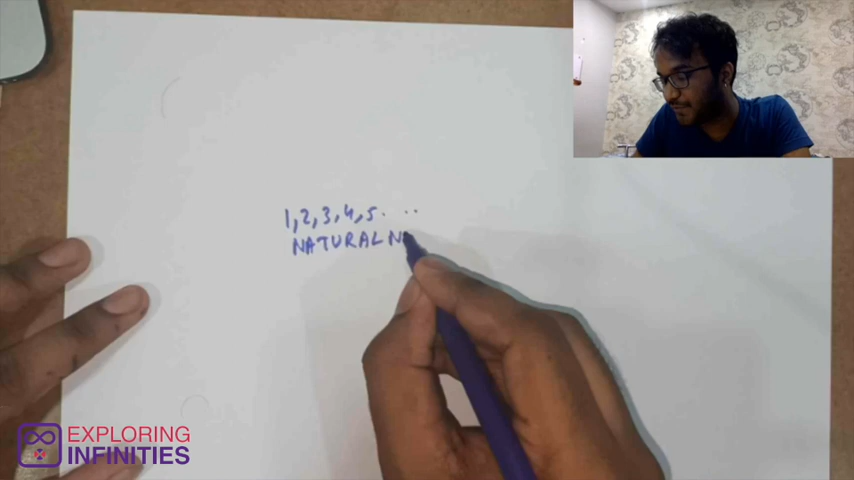 1,2,3,4,5. ..
NATURAL N
EXPLORING
INFINITIES